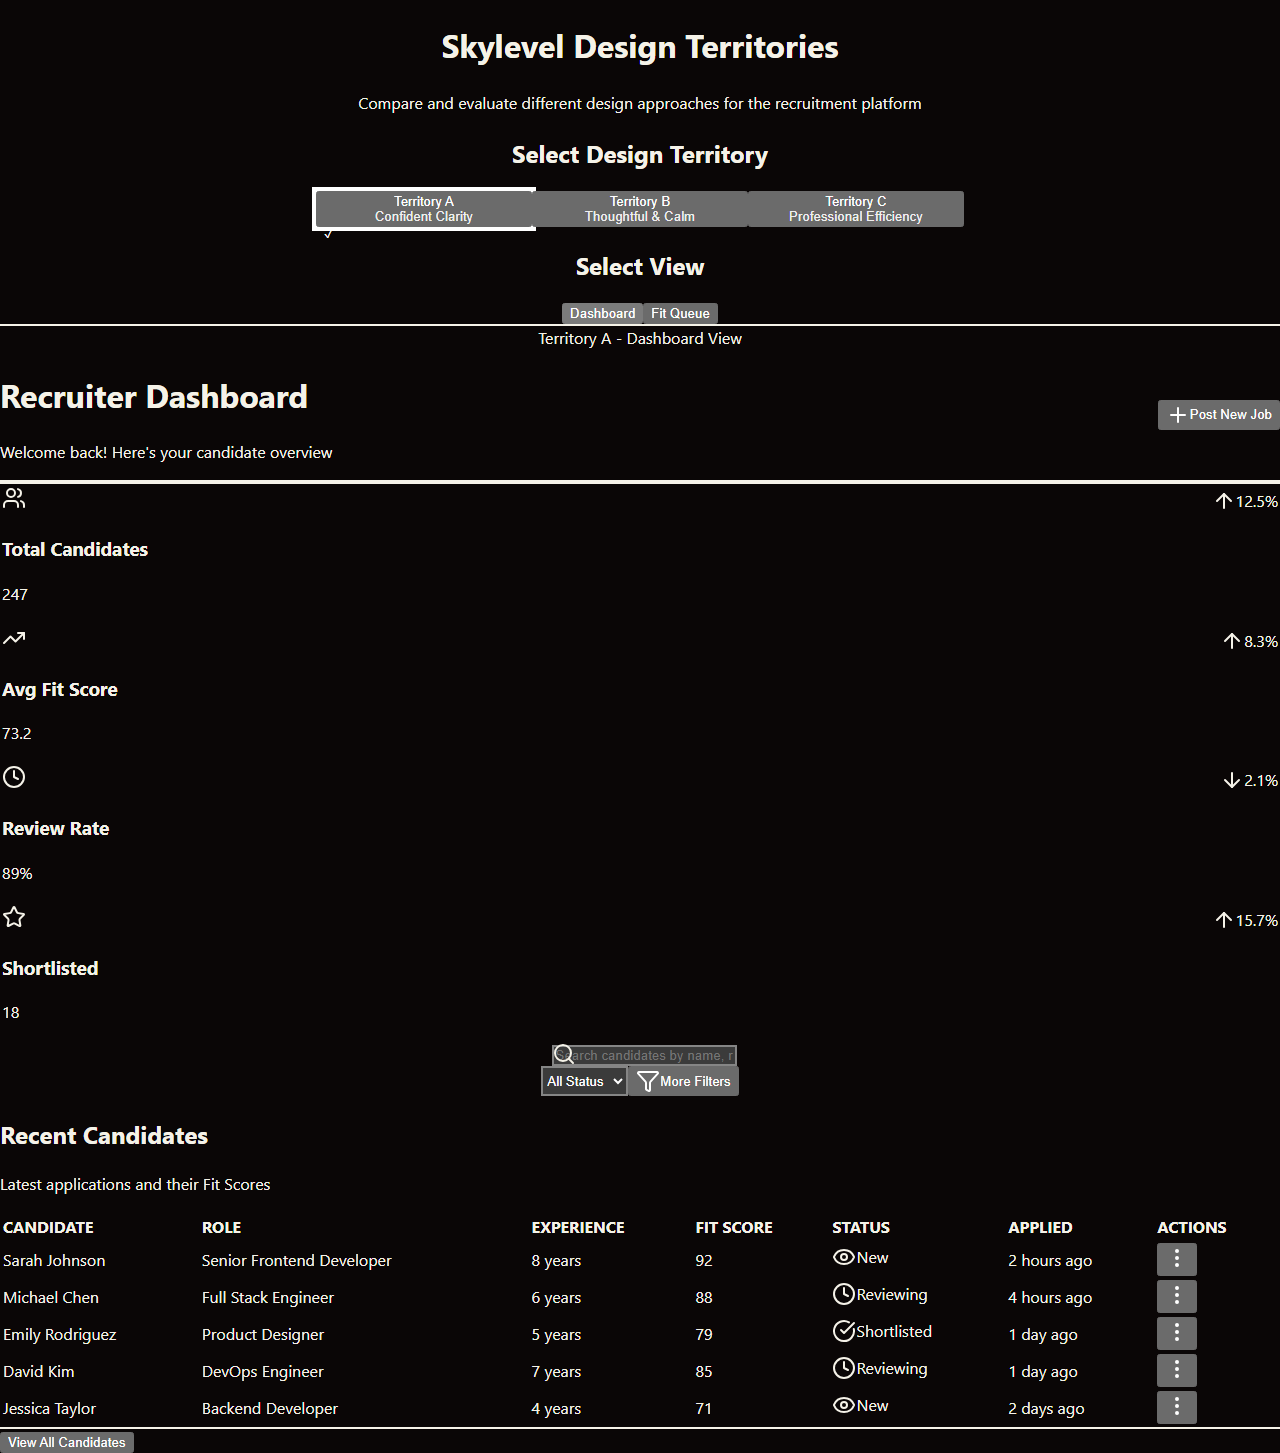 Skylevel Design Territories
Compare and evaluate different design approaches for the recruitment platform
Select Design Territory
Territory A
Confident Clarity
✓
Territory B
Thoughtful & Calm
Territory C
Professional Efficiency
Select View
Dashboard
Fit Queue
Territory A - Dashboard View
Recruiter Dashboard
Welcome back! Here's your candidate overview
Post New Job
12.5%
Total Candidates
247
8.3%
Avg Fit Score
73.2
2.1%
Review Rate
89%
15.7%
Shortlisted
18
Search candidates by name, r
All Status
More Filters
Recent Candidates
Latest applications and their Fit Scores
CANDIDATE ROLE EXPERIENCE FIT SCORE STATUS APPLIED ACTIONS
Sarah Johnson Senior Frontend Developer 8 years 92 New 2 hours ago
Michael Chen Full Stack Engineer 6 years 88 Reviewing 4 hours ago
Emily Rodriguez Product Designer 5 years 79 Shortlisted 1 day ago
David Kim DevOps Engineer 7 years 85 Reviewing 1 day ago
Jessica Taylor Backend Developer 4 years 71 New 2 days ago
View All Candidates